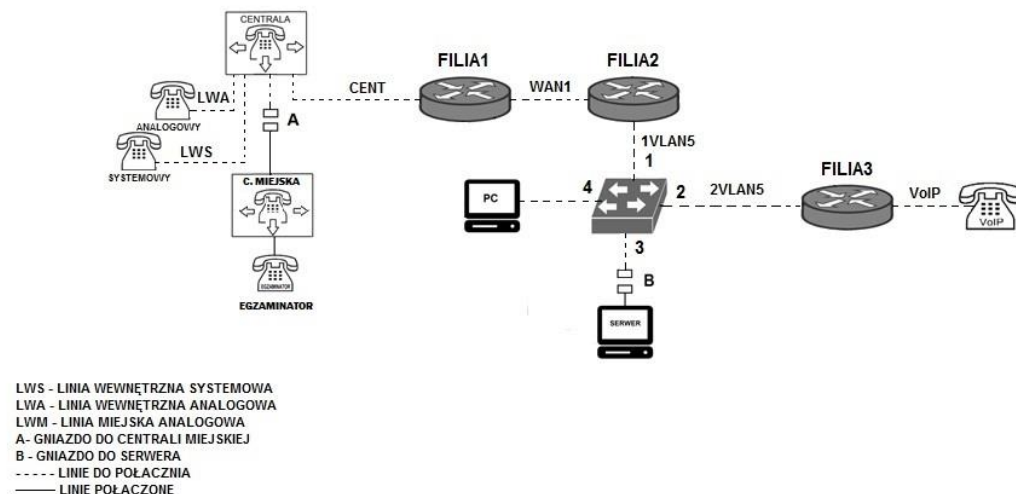 CENTRALA
LWA
ANALOGOWY
LWS
SYSTEMOWY
A
C. MIEJSKA
EGZAMINATOR
EGZAMINATOR
CENT
FILIA1
WAN1
FILIA2
1VLAN5
1
4
2
3
PC
2VLAN5
FILIA3
VoIP
VoIP
B
SERWER
LWS - LINIA WEWNĘTRZNA SYSTEMOWA
LWA - LINIA WEWNĘTRZNA ANALOGOWA
LWM - LINIA MIEJSKA ANALOGOWA
A- GNIAZDO DO CENTRALI MIEJSKIEJ
B - GNIAZDO DO SERWERA
- - - - - LINIE DO POŁACZNIA
—— LINIE POŁĄCZONE